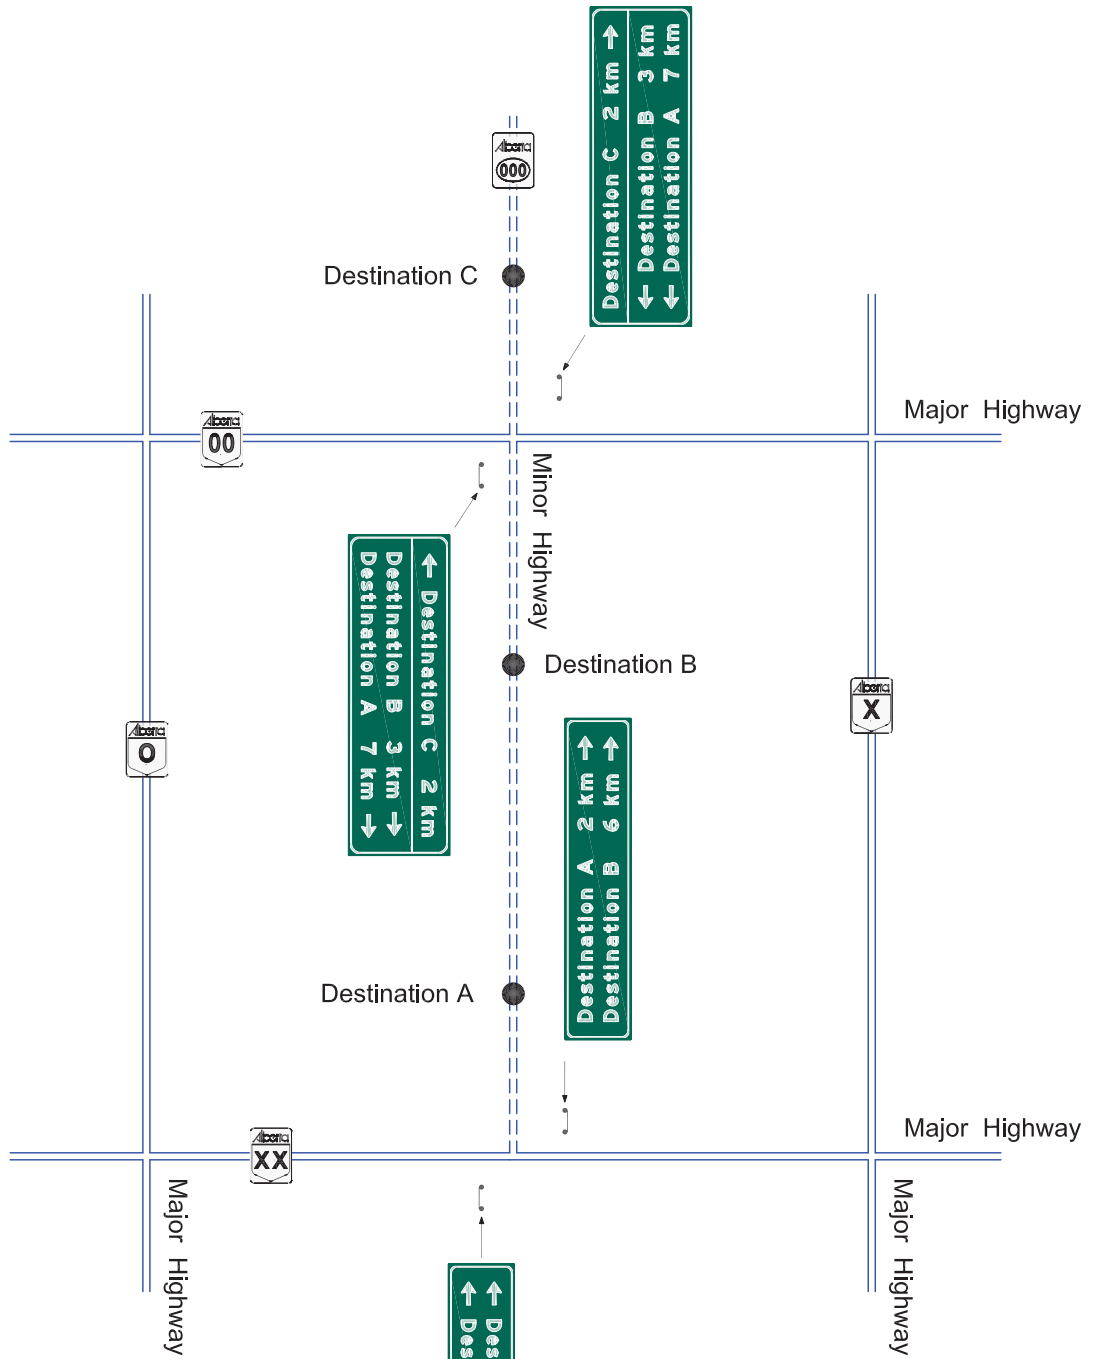 Destination C 2 km
Destination B 3 km
Destination A 7 km
Alberta
000
Destination C
Major Highway
Alberta
00
Minor Highway
Destination C 2 km
Destination B 3 km
Destination A 7 km
Destination B
Alberta
X
Alberta
O
Destination A 2 km
Destination B 6 km
Destination A
Major Highway
Alberta
XX
Major Highway
Major Highway
Des
Des